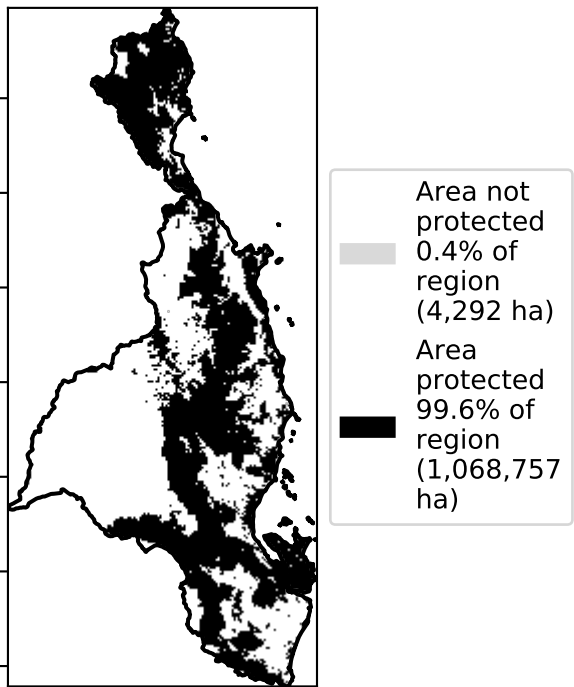 Area not
protected
0.4% of
region
(4,292 ha)
Area
protected
99.6% of
region
(1,068,757
ha)